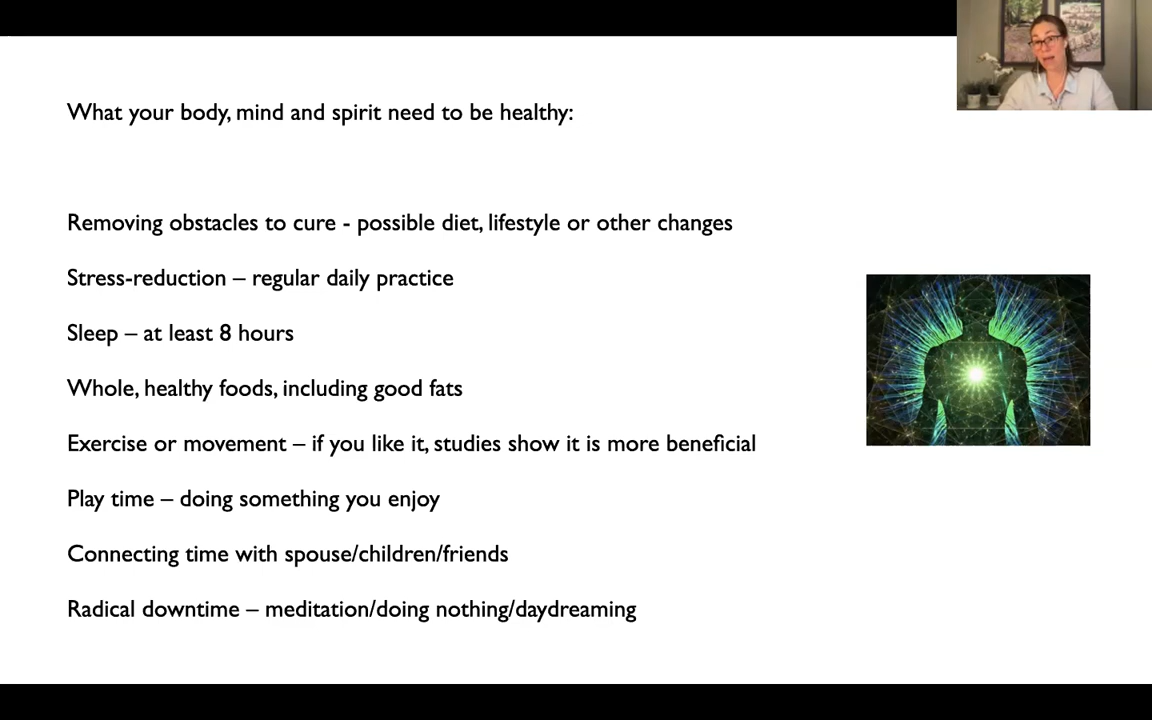 What your body, mind and spirit need to be healthy:
Removing obstacles to cure - possible diet, lifestyle or other changes
Stress-reduction – regular daily practice
Sleep – at least 8 hours
Whole, healthy foods, including good fats
Exercise or movement – if you like it, studies show it is more beneficial
Play time – doing something you enjoy
Connecting time with spouse/children/friends
Radical downtime – meditation/doing nothing/daydreaming